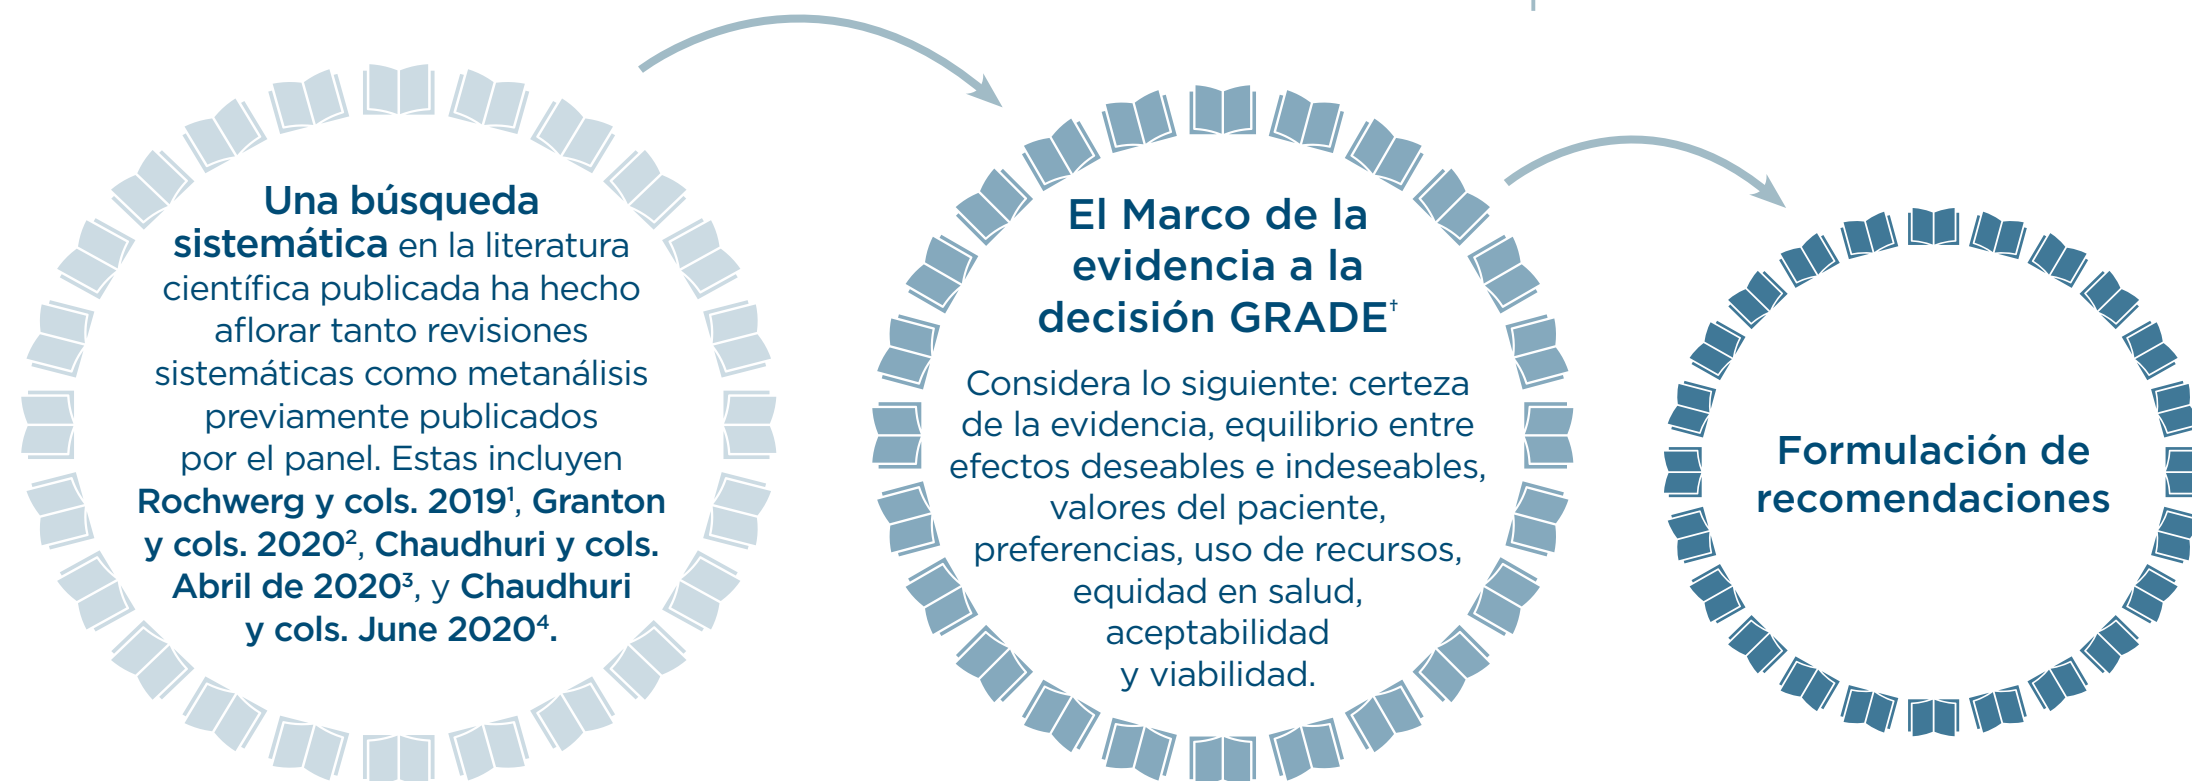 Una búsqueda
sistemática en la literatura
científica publicada ha hecho
aflorar tanto revisiones
sistemáticas como metanálisis
previamente publicados
por el panel. Estas incluyen
Rochwerg y cols. 2019¹, Granton
y cols. 2020², Chaudhuri y cols.
Abril de 2020³, y Chaudhuri
y cols. June 2020⁴.
El Marco de la
evidencia a la
decisión GRADE†
Considera lo siguiente: certeza
de la evidencia, equilibrio entre
efectos deseables e indeseables,
valores del paciente,
preferencias, uso de recursos,
equidad en salud,
aceptabilidad
y viabilidad.
Formulación de
recomendaciones